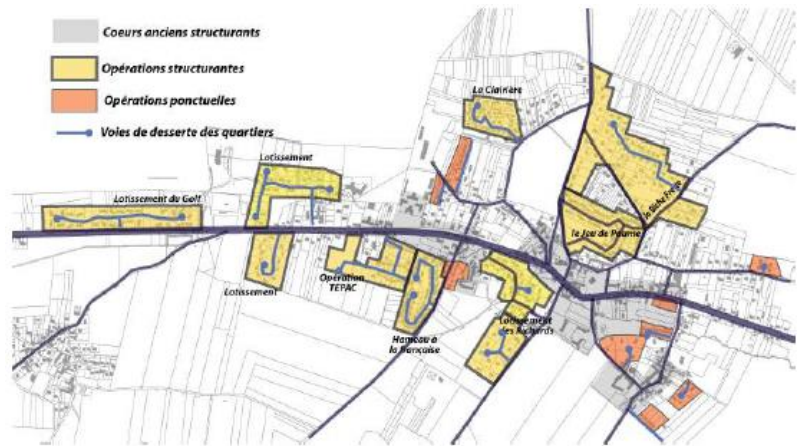 Coeurs anciens structurants
Opérations structurantes
Opérations ponctuelles
Voies de desserte des quartiers
La Clairière
Lotissement
Lotissement du Golf
le Jeu de Paume
Lotissement
Opération
TEPAC
Hameau à
la Française
Lotissement
des Richards